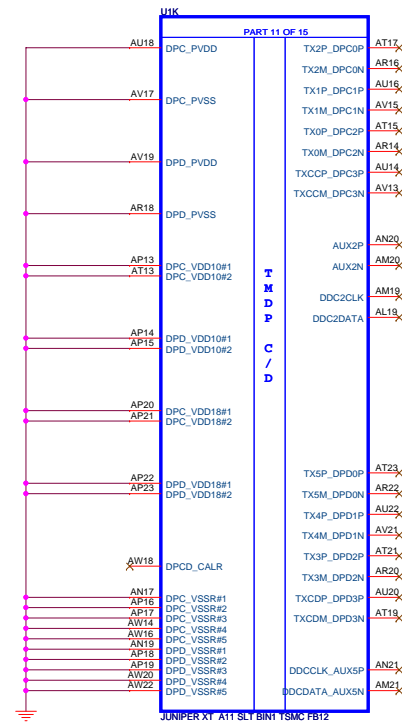 U1K
PART 11 OF 15
AU18 DPC_PVDD TX2P_DPC0P AT17
TX2M_DPC0N AR16
AV17 DPC_PVSS TX1P_DPC1P AU16
TX1M_DPC1N AV15
TX0P_DPC2P AT15
TX0M_DPC2N AR14
AV19 DPD_PVDD TXCCP_DPC3P AU14
TXCCM_DPC3N AV13
AR18 DPD_PVSS
AUX2P AN20
AP13 DPC_VDD10#1 AUX2N AM20
AT13 DPC_VDD10#2
DDC2CLK AM19
DDC2DATA AL19
TMDP C/D
AP14 DPD_VDD10#1
AP15 DPD_VDD10#2
AP20 DPC_VDD18#1
AP21 DPC_VDD18#2
TX5P_DPD0P AT23
AP22 DPD_VDD18#1
AP23 DPD_VDD18#2 TX5M_DPD0N AR22
TX4P_DPD1P AU22
TX4M_DPD1N AV21
TX3P_DPD2P AT21
AW18 DPCD_CALR TX3M_DPD2N AR20
AN17 DPC_VSSR#1 TXCDP_DPD3P AU20
AP16 DPC_VSSR#2
AP17 DPC_VSSR#3 TXCDM_DPD3N AT19
AW14 DPC_VSSR#4
AW16 DPC_VSSR#5
AN19 DPD_VSSR#1
AP18 DPD_VSSR#2
AP19 DPD_VSSR#3 DDCCLK_AUX5P AN21
AW20 DPD_VSSR#4
AW22 DPD_VSSR#5 DDCDATA_AUX5N AM21
JUNIPER XT A11 SLT BIN1 TSMC FB12